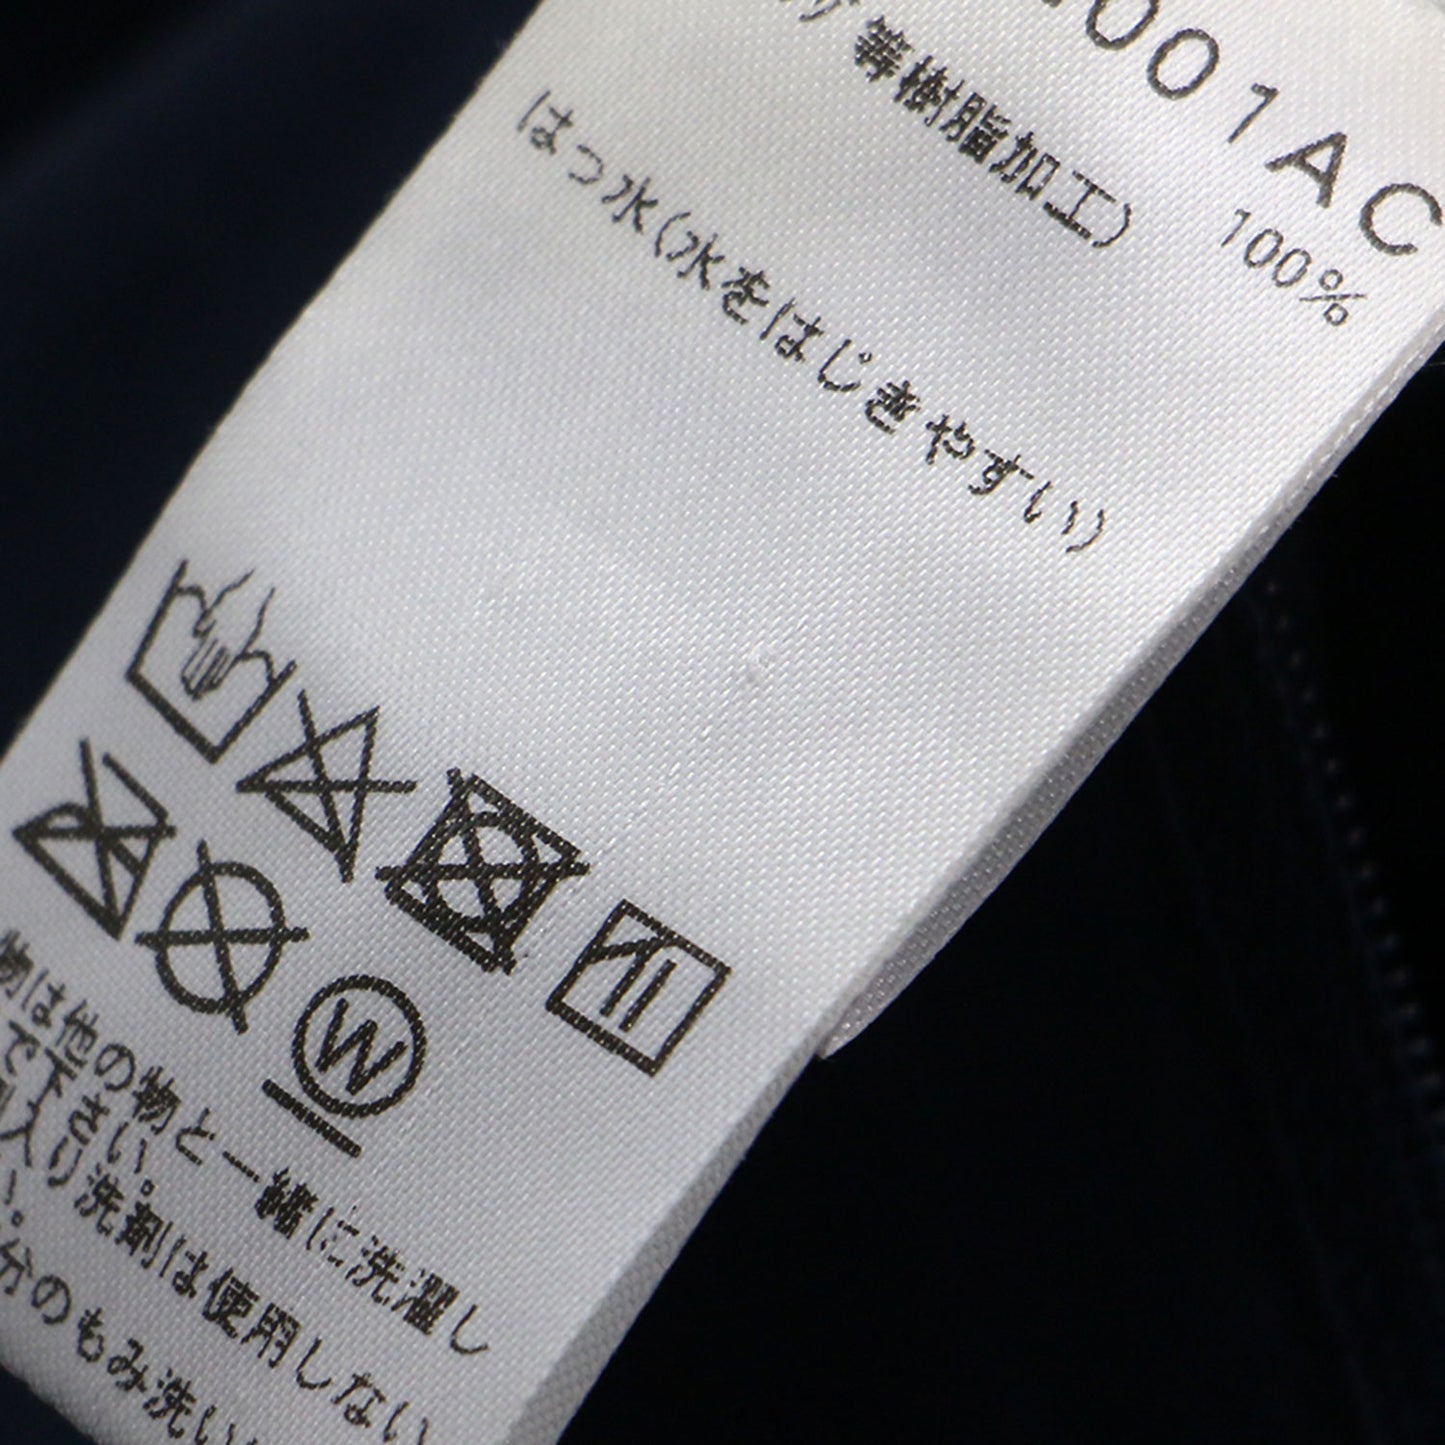 001AC
100%
等樹脂加工)
はっ水(水をはじきやすい)
W
物は他の物と一緒に洗濯し
で下さい。
入り洗剤は使用しない
い。
分のもみ洗い